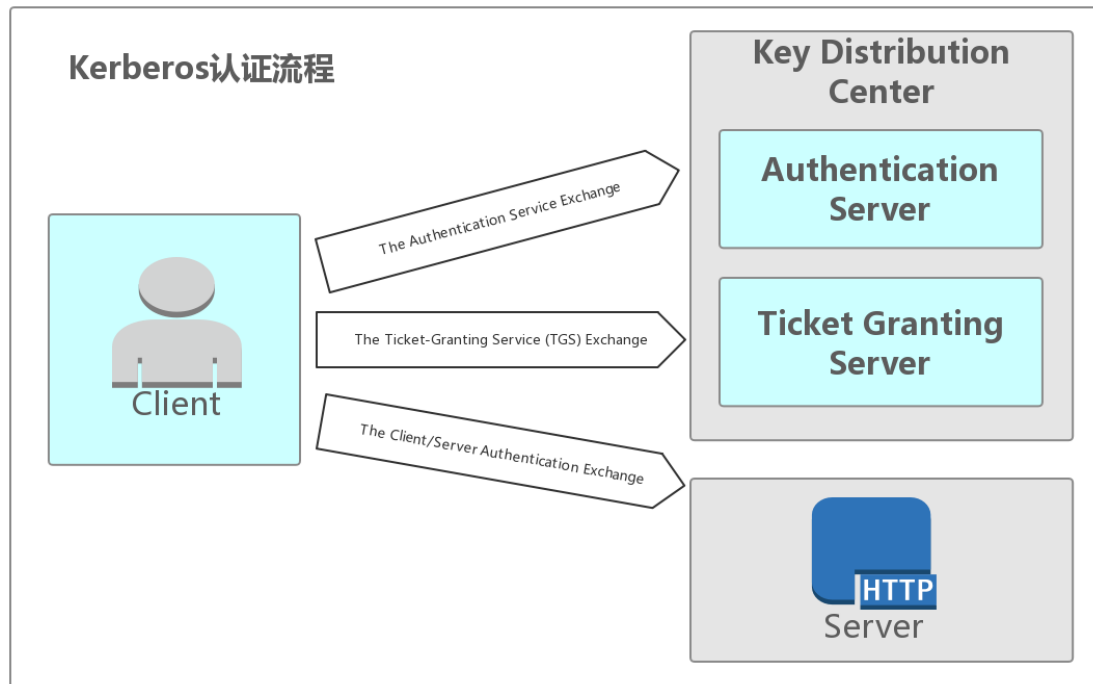 Kerberos认证流程
Key Distribution
Center
Authentication
Server
The Authentication Service Exchange
Ticket Granting
Server
The Ticket-Granting Service (TGS) Exchange
Client
The Client/Server Authentication Exchange
HTTP
Server